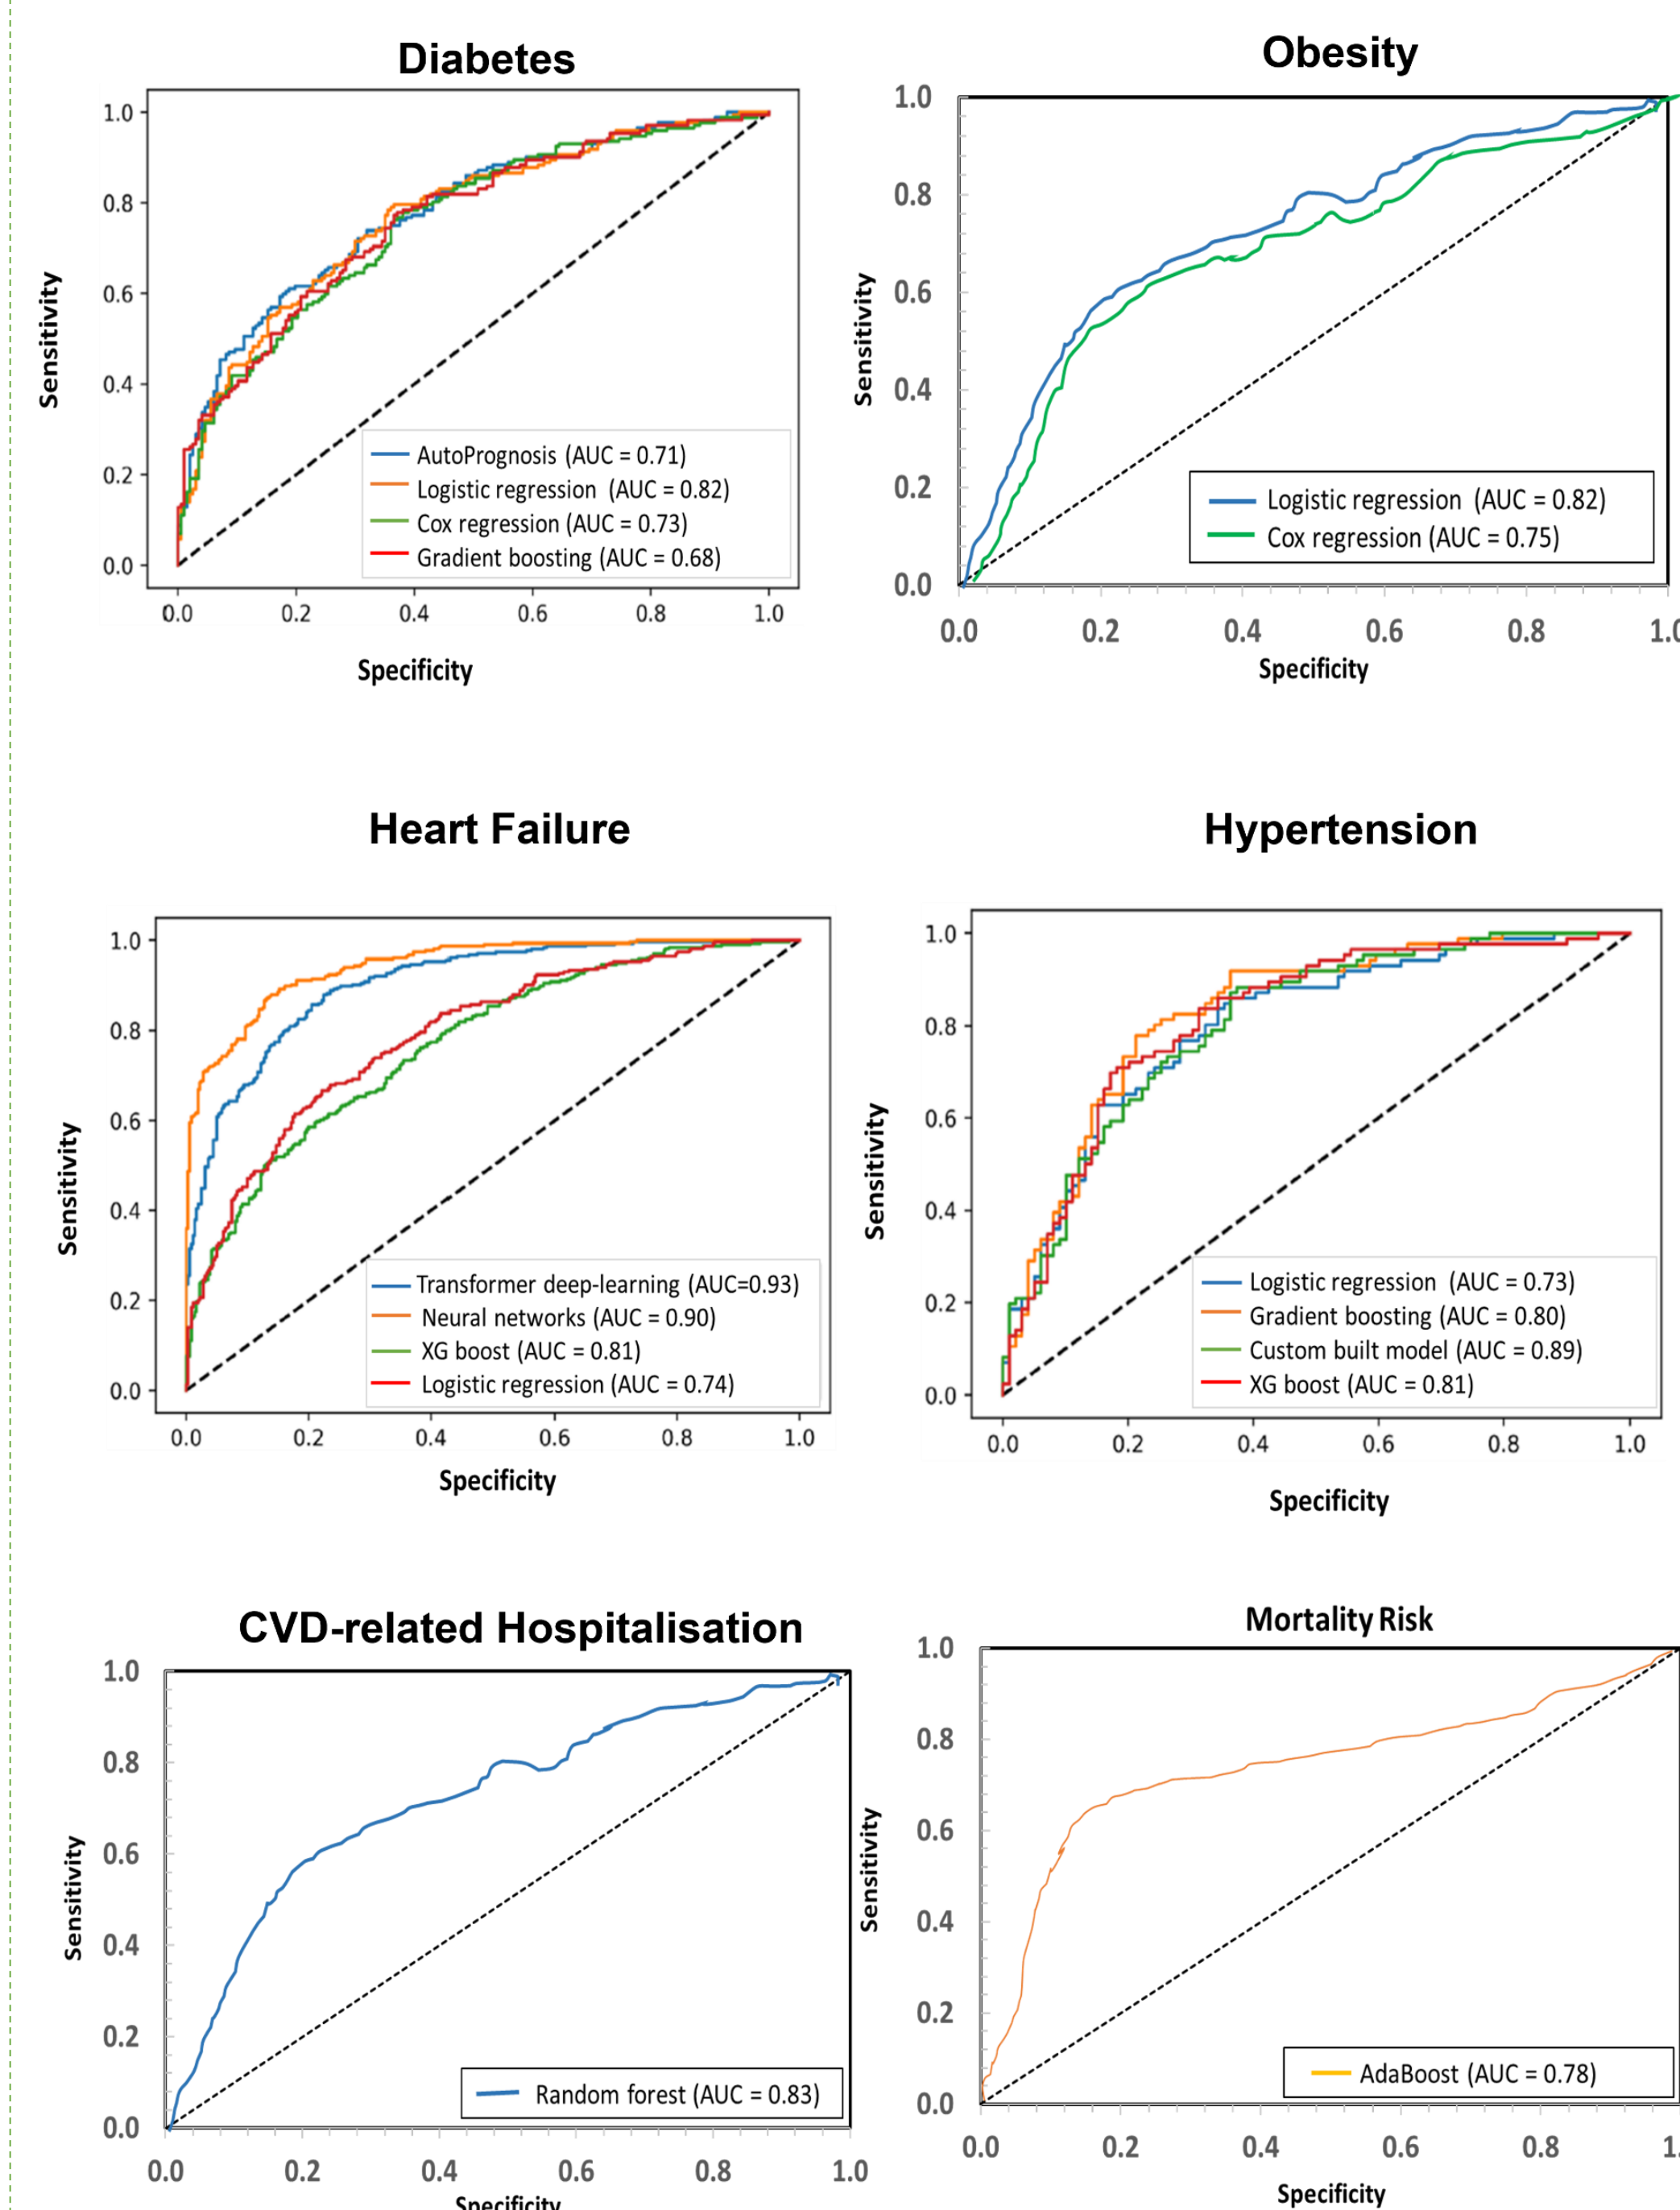 Diabetes
1.0
0.8
0.6
0.4
0.2
0.0
Sensitivity
AutoPrognosis (AUC = 0.71)
Logistic regression (AUC = 0.82)
Cox regression (AUC = 0.73)
Gradient boosting (AUC = 0.68)
0.0 0.2 0.4 0.6 0.8 1.0
Specificity
Obesity
1.0
0.8
0.6
0.4
0.2
0.0
Sensitivity
Logistic regression (AUC = 0.82)
Cox regression (AUC = 0.75)
0.0 0.2 0.4 0.6 0.8 1.0
Specificity
Heart Failure
1.0
0.8
0.6
0.4
0.2
0.0
Sensitivity
Transformer deep-learning (AUC=0.93)
Neural networks (AUC = 0.90)
XG boost (AUC = 0.81)
Logistic regression (AUC = 0.74)
0.0 0.2 0.4 0.6 0.8 1.0
Specificity
Hypertension
1.0
0.8
0.6
0.4
0.2
0.0
Sensitivity
Logistic regression (AUC = 0.73)
Gradient boosting (AUC = 0.80)
Custom built model (AUC = 0.89)
XG boost (AUC = 0.81)
0.0 0.2 0.4 0.6 0.8 1.0
Specificity
CVD-related Hospitalisation
1.0
0.8
0.6
0.4
0.2
0.0
Sensitivity
Random forest (AUC = 0.83)
0.0 0.2 0.4 0.6 0.8 1.0
Specificity
Mortality Risk
1.0
0.8
0.6
0.4
0.2
0.0
Sensitivity
AdaBoost (AUC = 0.78)
0.0 0.2 0.4 0.6 0.8 1.
Specificity